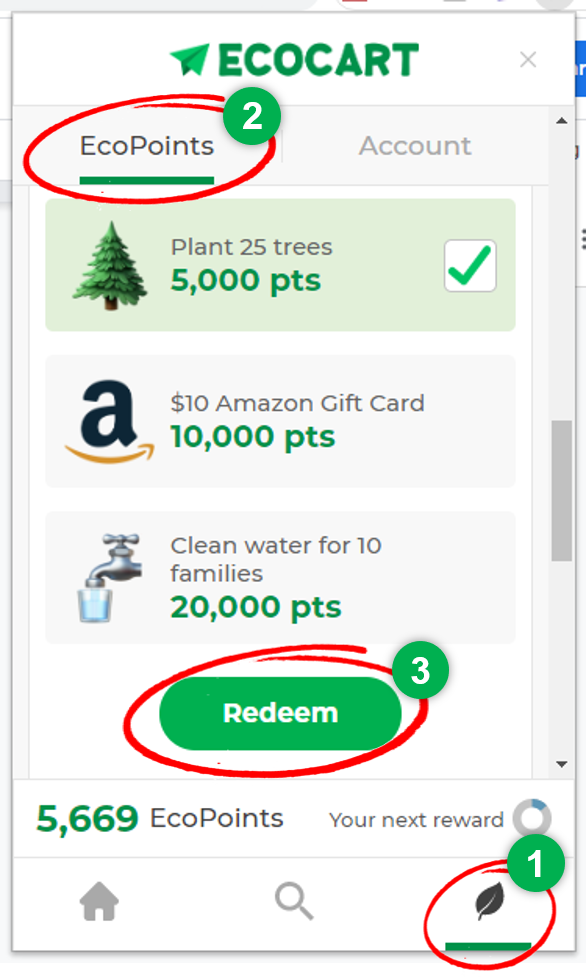 ECOCART
2
EcoPoints
Account
Plant 25 trees
5,000 pts
a
$10 Amazon Gift Card
10,000 pts
Clean water for 10
families
20,000 pts
3
Redeem
5,669 EcoPoints
Your next reward
1